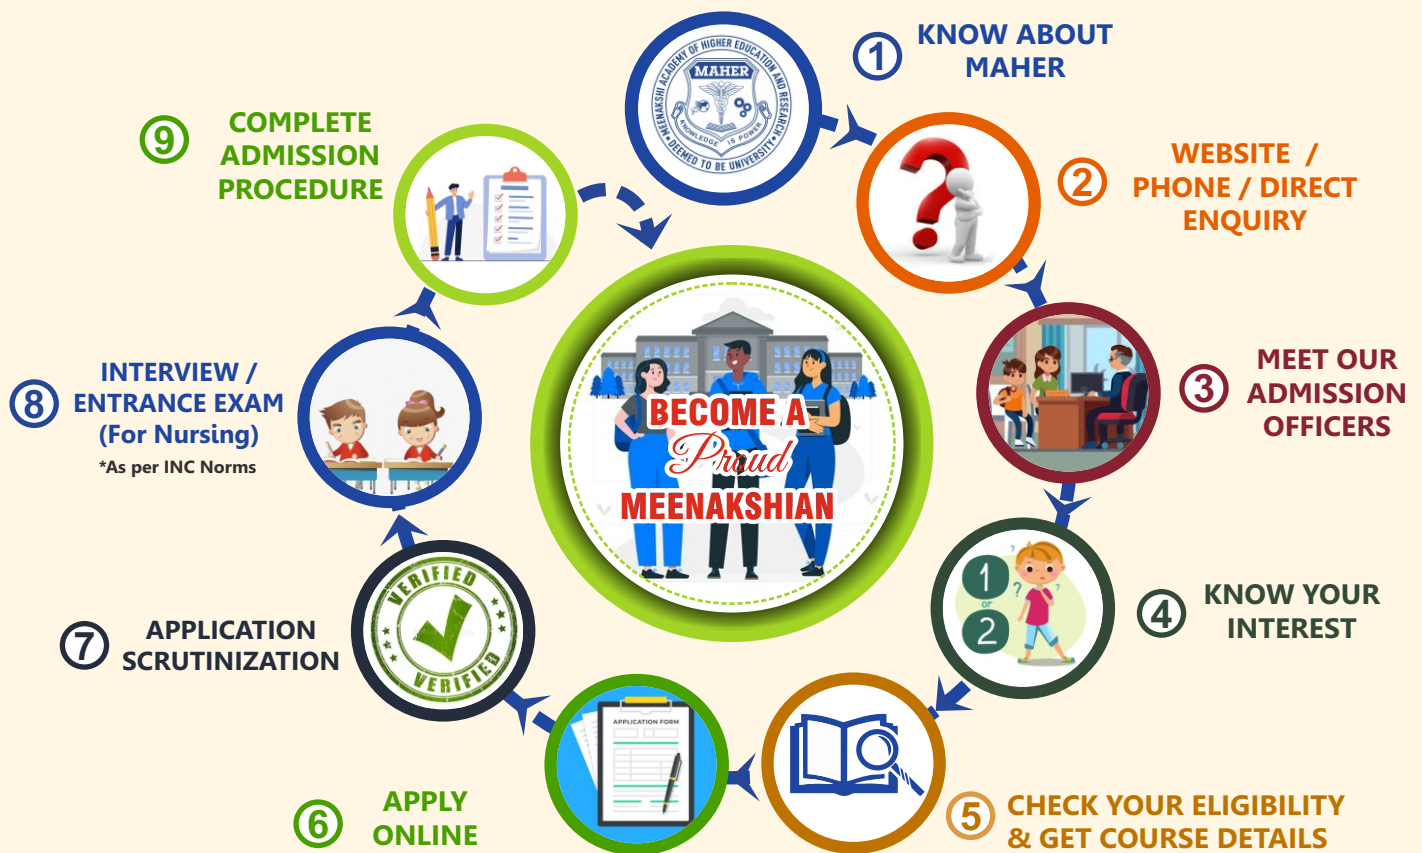 MEENAKSHI ACADEMY OF HIGHER EDUCATION AND RESEARCH
MAHER
KNOWLEDGE IS POWER
DEEMED TO BE UNIVERSITY
1
KNOW ABOUT
MAHER
2
WEBSITE /
PHONE / DIRECT
ENQUIRY
3
MEET OUR
ADMISSION
OFFICERS
1
or
2
4
KNOW YOUR
INTEREST
5
CHECK YOUR ELIGIBILITY
& GET COURSE DETAILS
APPLICATION FORM
6
APPLY
ONLINE
VERIFIED
VERIFIED
7
APPLICATION
SCRUTINIZATION
8
INTERVIEW /
ENTRANCE EXAM
(For Nursing)
*As per INC Norms
9
COMPLETE
ADMISSION
PROCEDURE
BECOME A
Proud
MEENAKSHIAN